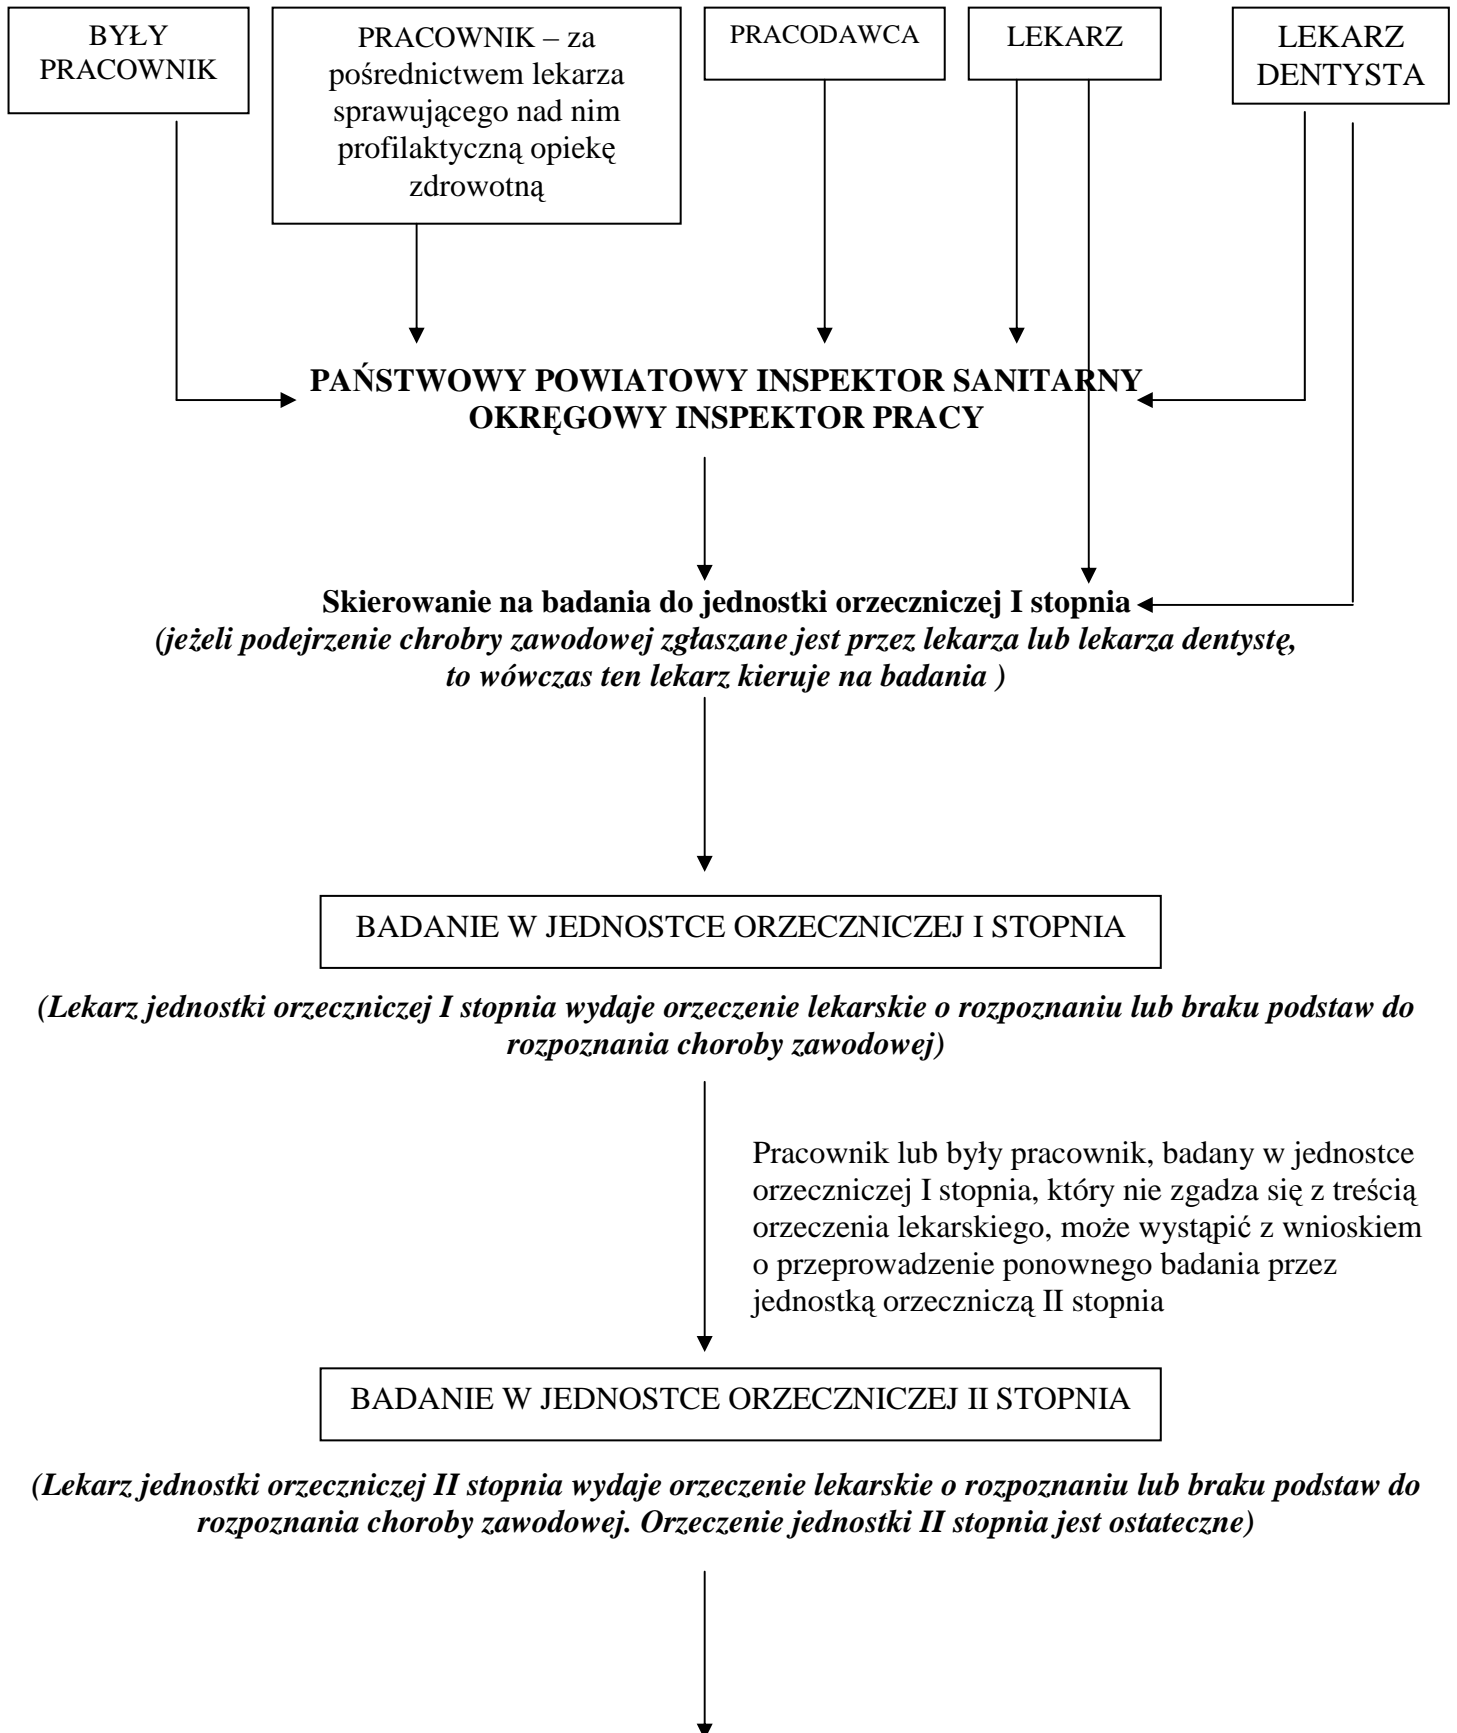 BYŁY
PRACOWNIK
PRACOWNIK – za
pośrednictwem lekarza
sprawującego nad nim
profilaktyczną opiekę
zdrowotną
PRACODAWCA
LEKARZ
LEKARZ
DENTYSTA
PAŃSTWOWY POWIATOWY INSPEKTOR SANITARNY
OKRĘGOWY INSPEKTOR PRACY
Skierowanie na badania do jednostki orzeczniczej I stopnia
(jeżeli podejrzenie chrobry zawodowej zgłaszane jest przez lekarza lub lekarza dentystę,
to wówczas ten lekarz kieruje na badania )
BADANIE W JEDNOSTCE ORZECZNICZEJ I STOPNIA
(Lekarz jednostki orzeczniczej I stopnia wydaje orzeczenie lekarskie o rozpoznaniu lub braku podstaw do
rozpoznania choroby zawodowej)
Pracownik lub były pracownik, badany w jednostce
orzeczniczej I stopnia, który nie zgadza się z treścią
orzeczenia lekarskiego, może wystąpić z wnioskiem
o przeprowadzenie ponownego badania przez
jednostką orzeczniczą II stopnia
BADANIE W JEDNOSTCE ORZECZNICZEJ II STOPNIA
(Lekarz jednostki orzeczniczej II stopnia wydaje orzeczenie lekarskie o rozpoznaniu lub braku podstaw do
rozpoznania choroby zawodowej. Orzeczenie jednostki II stopnia jest ostateczne)